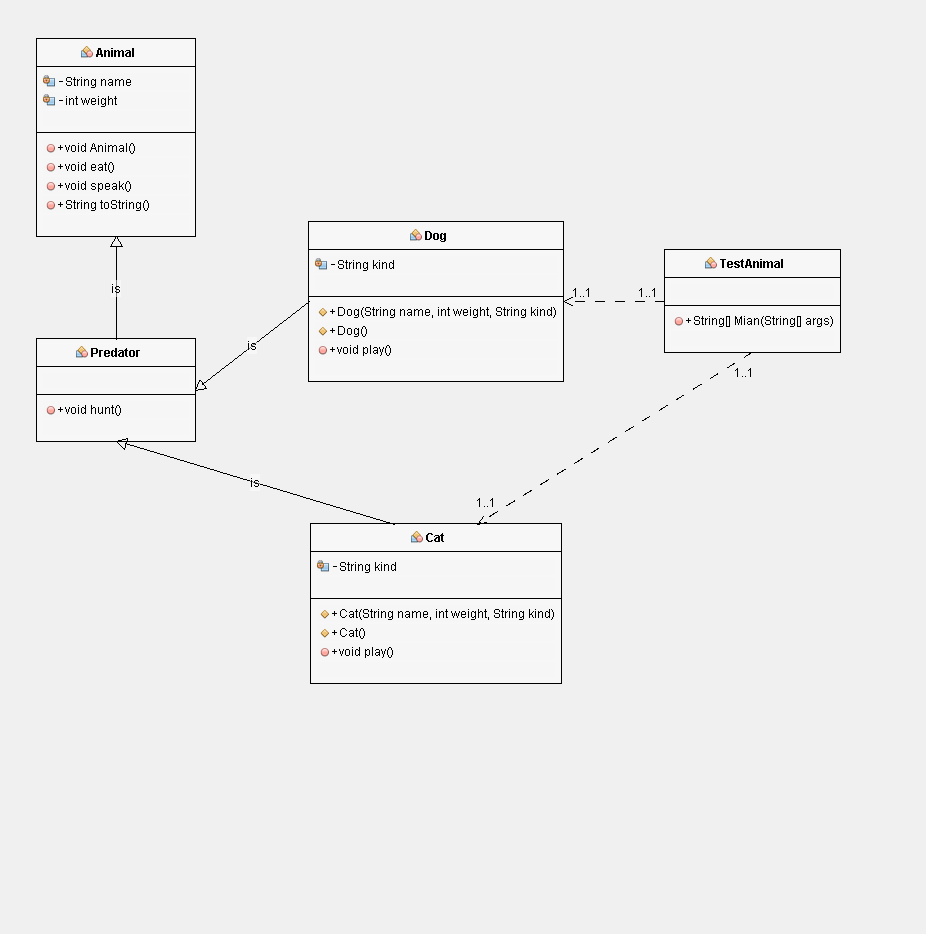 Animal
-String name
-int weight
+void Animal()
+void eat()
+void speak()
+String toString()
is
Predator
+void hunt()
is
Dog
-String kind
+Dog(String name, int weight, String kind)
+Dog()
+void play()
1..1
1..1
TestAnimal
+String[] Mian(String[] args)
1..1
1..1
is
Cat
-String kind
+Cat(String name, int weight, String kind)
+Cat()
+void play()